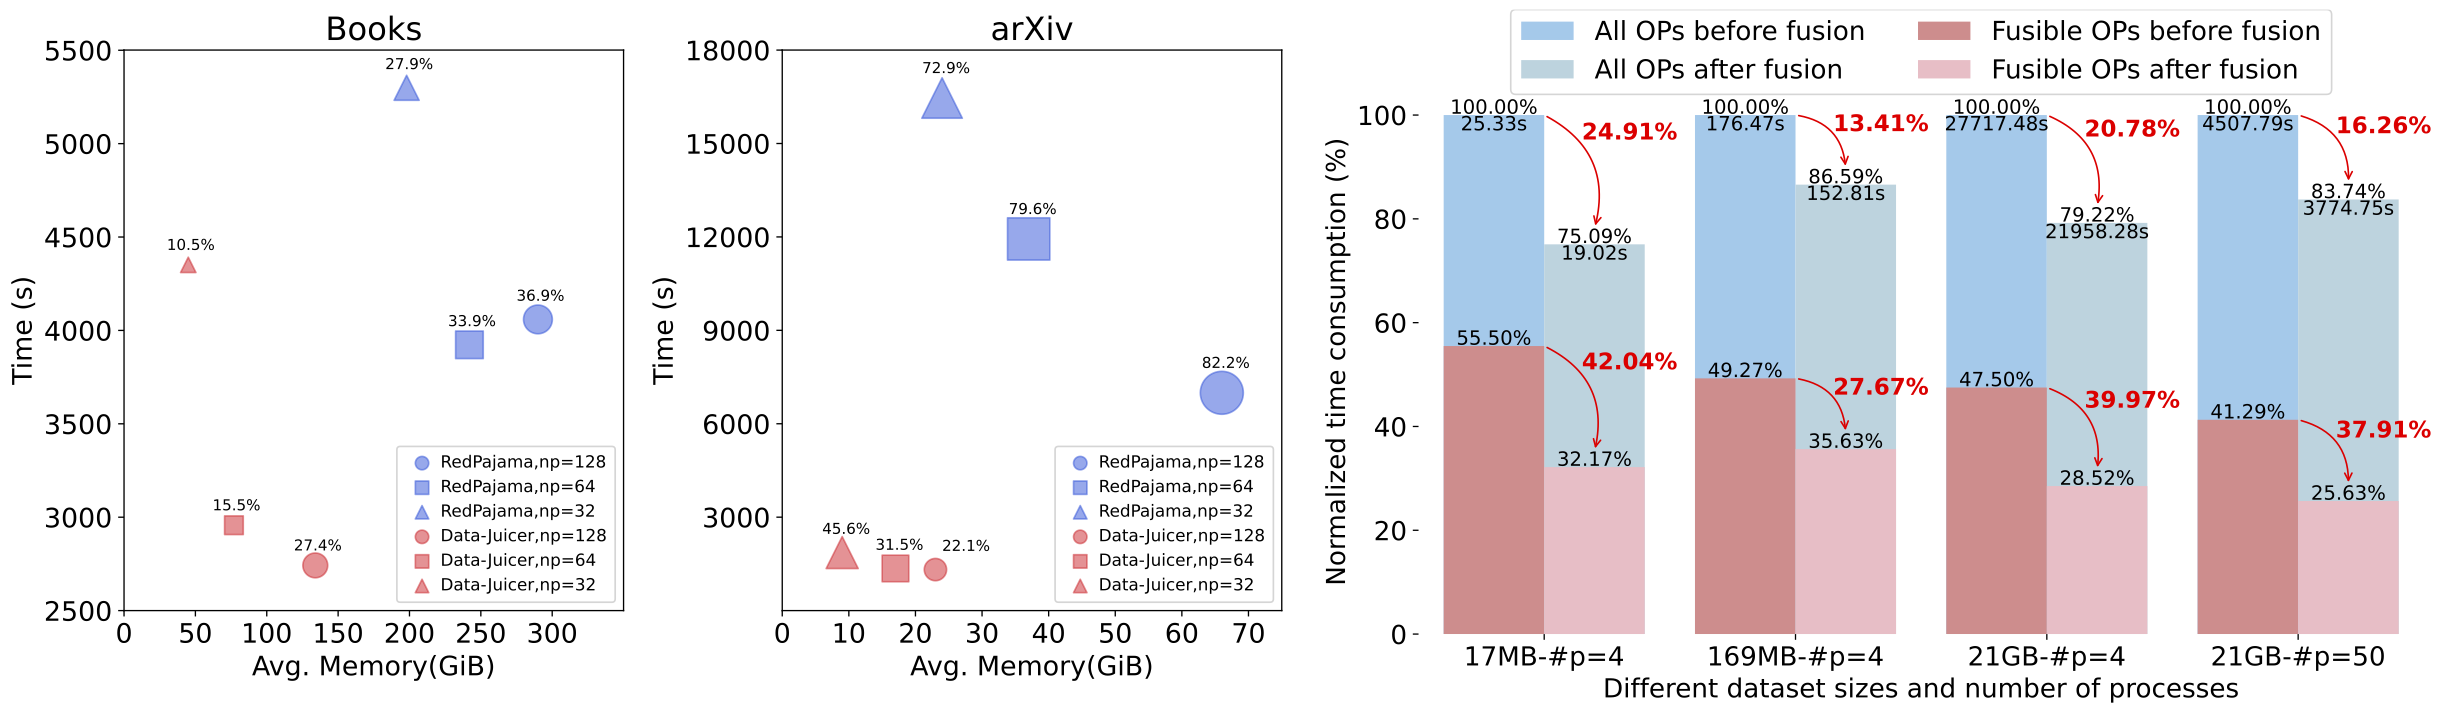 Books
5500
5000
4500
4000
3500
3000
2500
Time (s)
0 50 100 150 200 250 300
Avg. Memory(GiB)
27.9%
10.5%
36.9%
33.9%
15.5%
27.4%
RedPajama,np=128
RedPajama,np=64
RedPajama,np=32
Data-Juicer,np=128
Data-Juicer,np=64
Data-Juicer,np=32
arXiv
18000
15000
12000
9000
6000
3000
Time (s)
0 10 20 30 40 50 60 70
Avg. Memory(GiB)
72.9%
79.6%
82.2%
45.6%
31.5%
22.1%
RedPajama,np=128
RedPajama,np=64
RedPajama,np=32
Data-Juicer,np=128
Data-Juicer,np=64
Data-Juicer,np=32
All OPs before fusion
All OPs after fusion
Fusible OPs before fusion
Fusible OPs after fusion
Normalized time consumption (%)
100
80
60
40
20
0
100.00%
25.33s
24.91%
75.09%
19.02s
55.50%
42.04%
32.17%
100.00%
176.47s
13.41%
86.59%
152.81s
49.27%
27.67%
35.63%
100.00%
27717.48s
20.78%
79.22%
21958.28s
47.50%
39.97%
28.52%
100.00%
4507.79s
16.26%
83.74%
3774.75s
41.29%
37.91%
25.63%
17MB-#p=4 169MB-#p=4 21GB-#p=4 21GB-#p=50
Different dataset sizes and number of processes